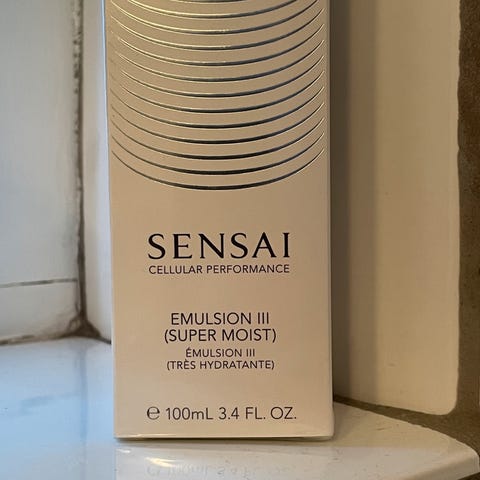 SENSAI
CELLULAR PERFORMANCE
EMULSION III
(SUPER MOIST)
ÉMULSION III
(TRÈS HYDRATANTE)
℮ 100mL 3.4 FL. OZ.